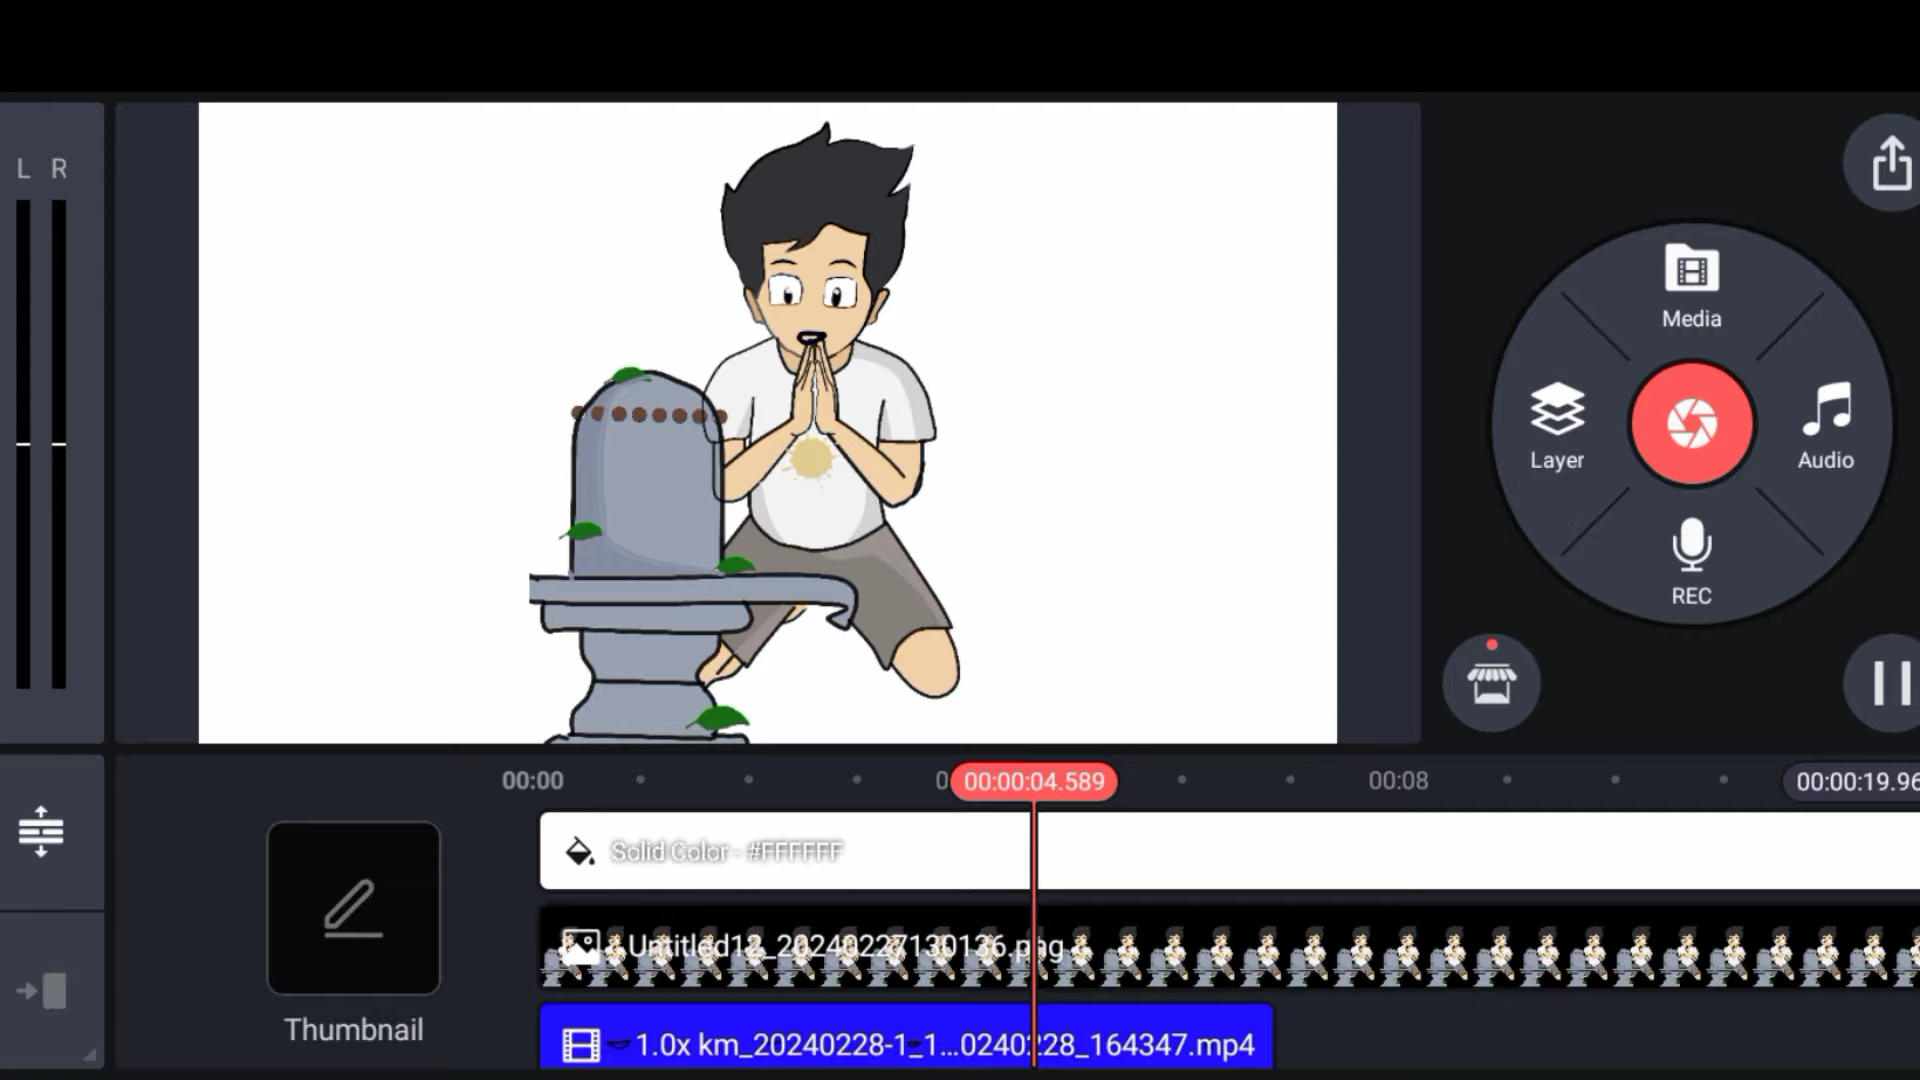 L R
Media
Layer
Audio
REC
00:00
0
00:00:04.589
00:08
00:00:19.96
Solid Color - #FFFFFF
Untitled12_20240227130136.png
Thumbnail
1.0x km_20240228-1_1...0240228_164347.mp4